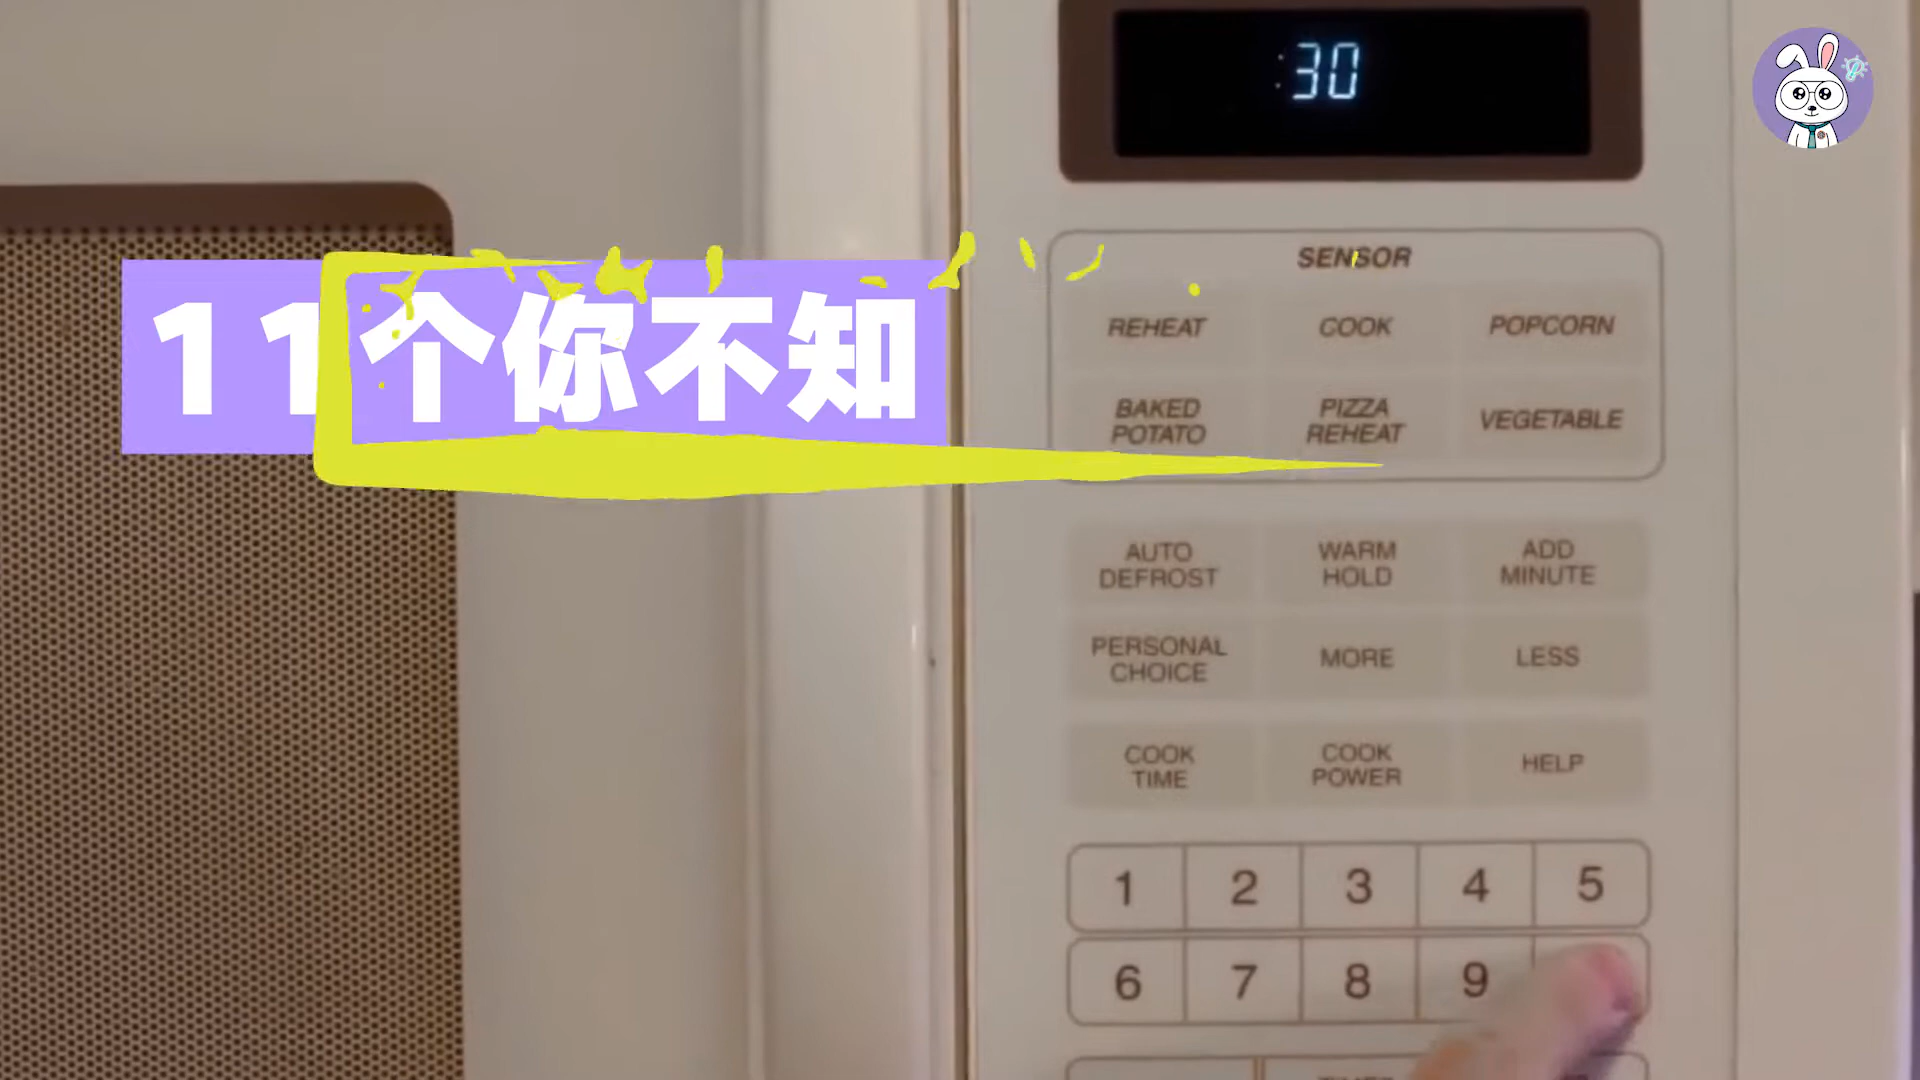 :30
11个你不知
SENSOR
REHEAT COOK POPCORN
BAKED POTATO PIZZA REHEAT VEGETABLE
AUTO DEFROST WARM HOLD ADD MINUTE
PERSONAL CHOICE MORE LESS
COOK TIME COOK POWER HELP
1 2 3 4 5
6 7 8 9